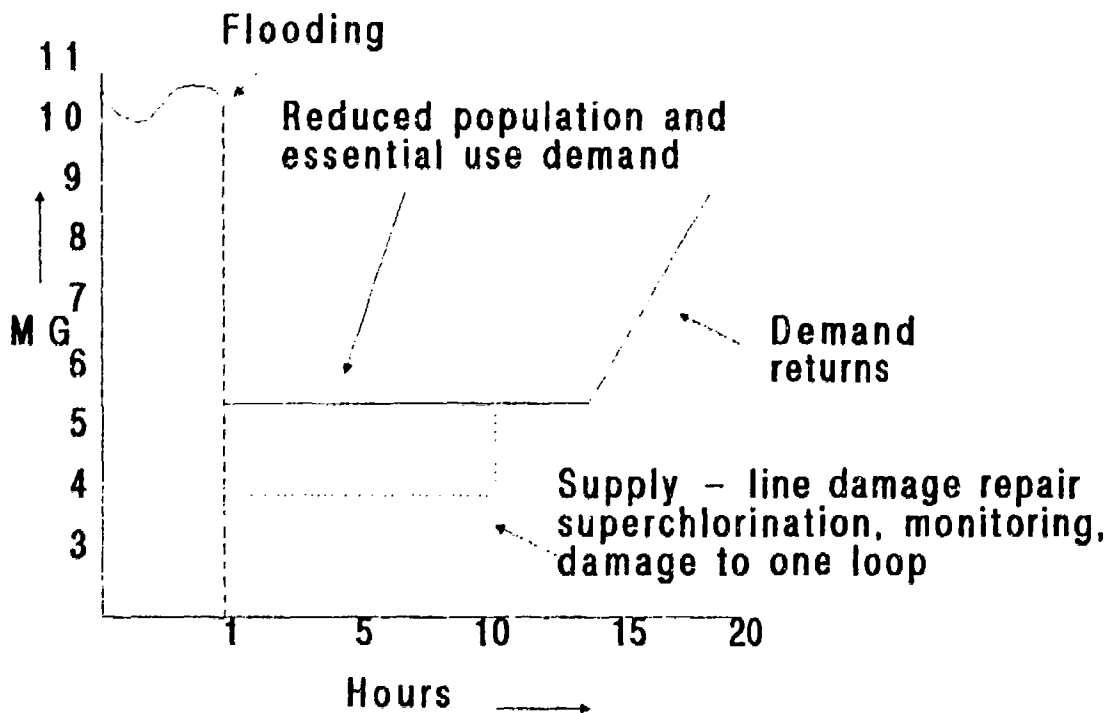 Flooding
11
10
9
8
7
MG
6
5
4
3
Reduced population and
essential use demand
Demand
returns
Supply – line damage repair
superchlorination, monitoring,
damage to one loop
1 5 10 15 20
Hours